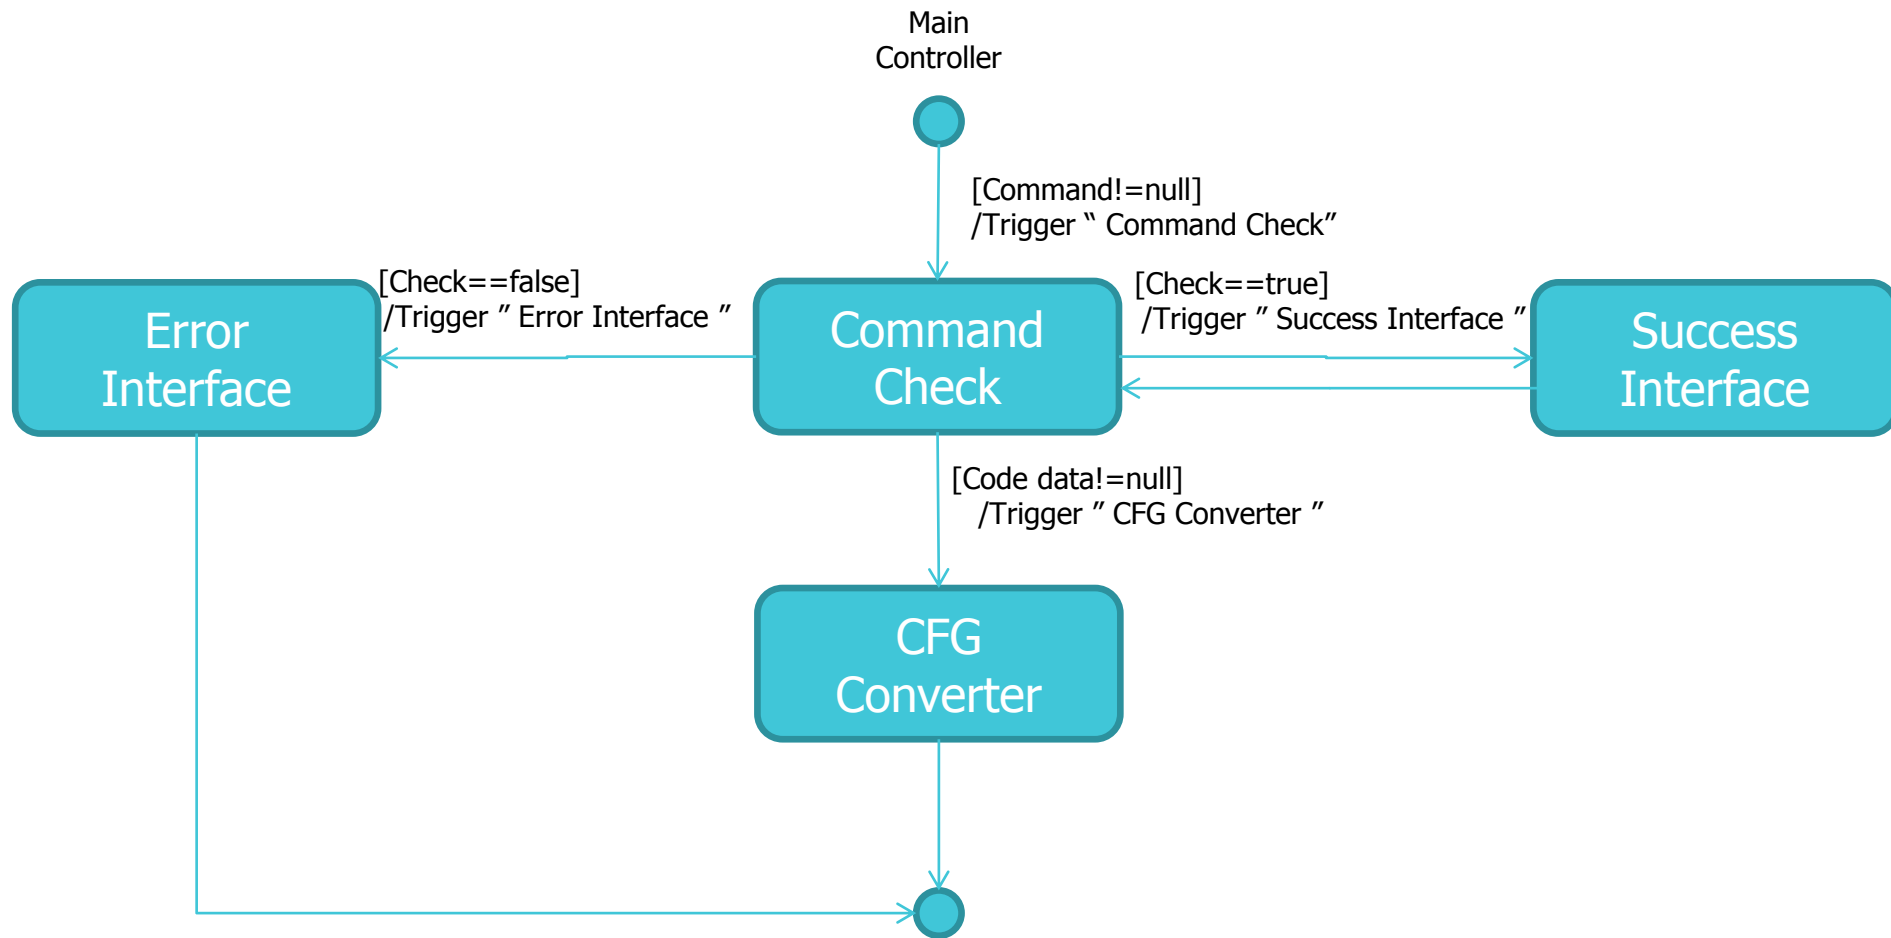 Main
Controller
[Command!=null]
/Trigger “ Command Check”
[Check==false]
/Trigger ” Error Interface ”
[Check==true]
/Trigger ” Success Interface ”
Error
Interface
Command
Check
Success
Interface
[Code data!=null]
/Trigger ” CFG Converter ”
CFG
Converter